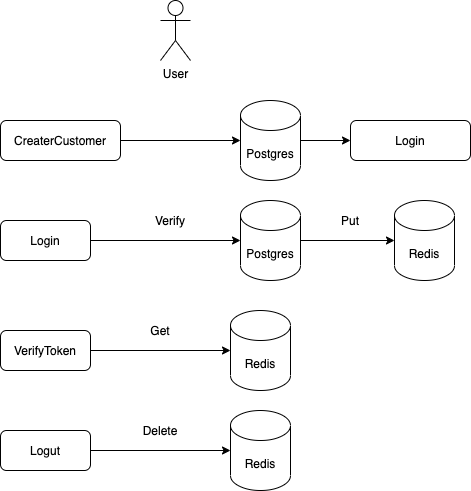 User
CreaterCustomer
Postgres
Login
Login
Verify
Postgres
Put
Redis
VerifyToken
Get
Redis
Logut
Delete
Redis